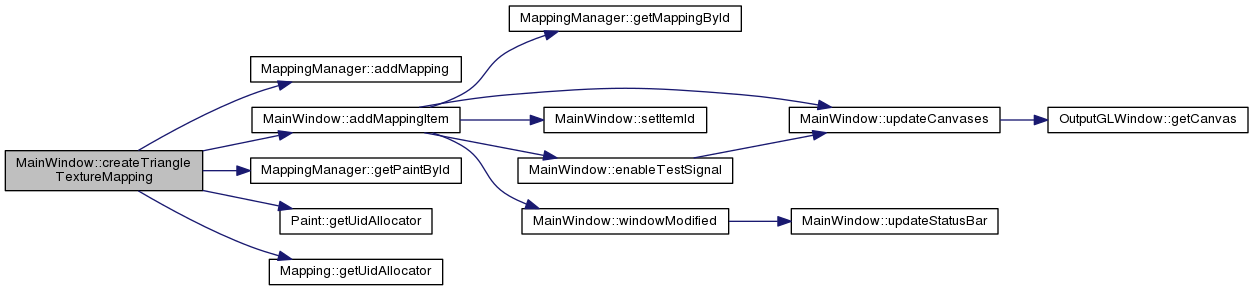 MainWindow::createTriangle
TextureMapping
MappingManager::addMapping
MainWindow::addMappingItem
MappingManager::getPaintById
Paint::getUidAllocator
Mapping::getUidAllocator
MappingManager::getMappingById
MainWindow::setItemId
MainWindow::enableTestSignal
MainWindow::windowModified
MainWindow::updateCanvases
MainWindow::updateStatusBar
OutputGLWindow::getCanvas